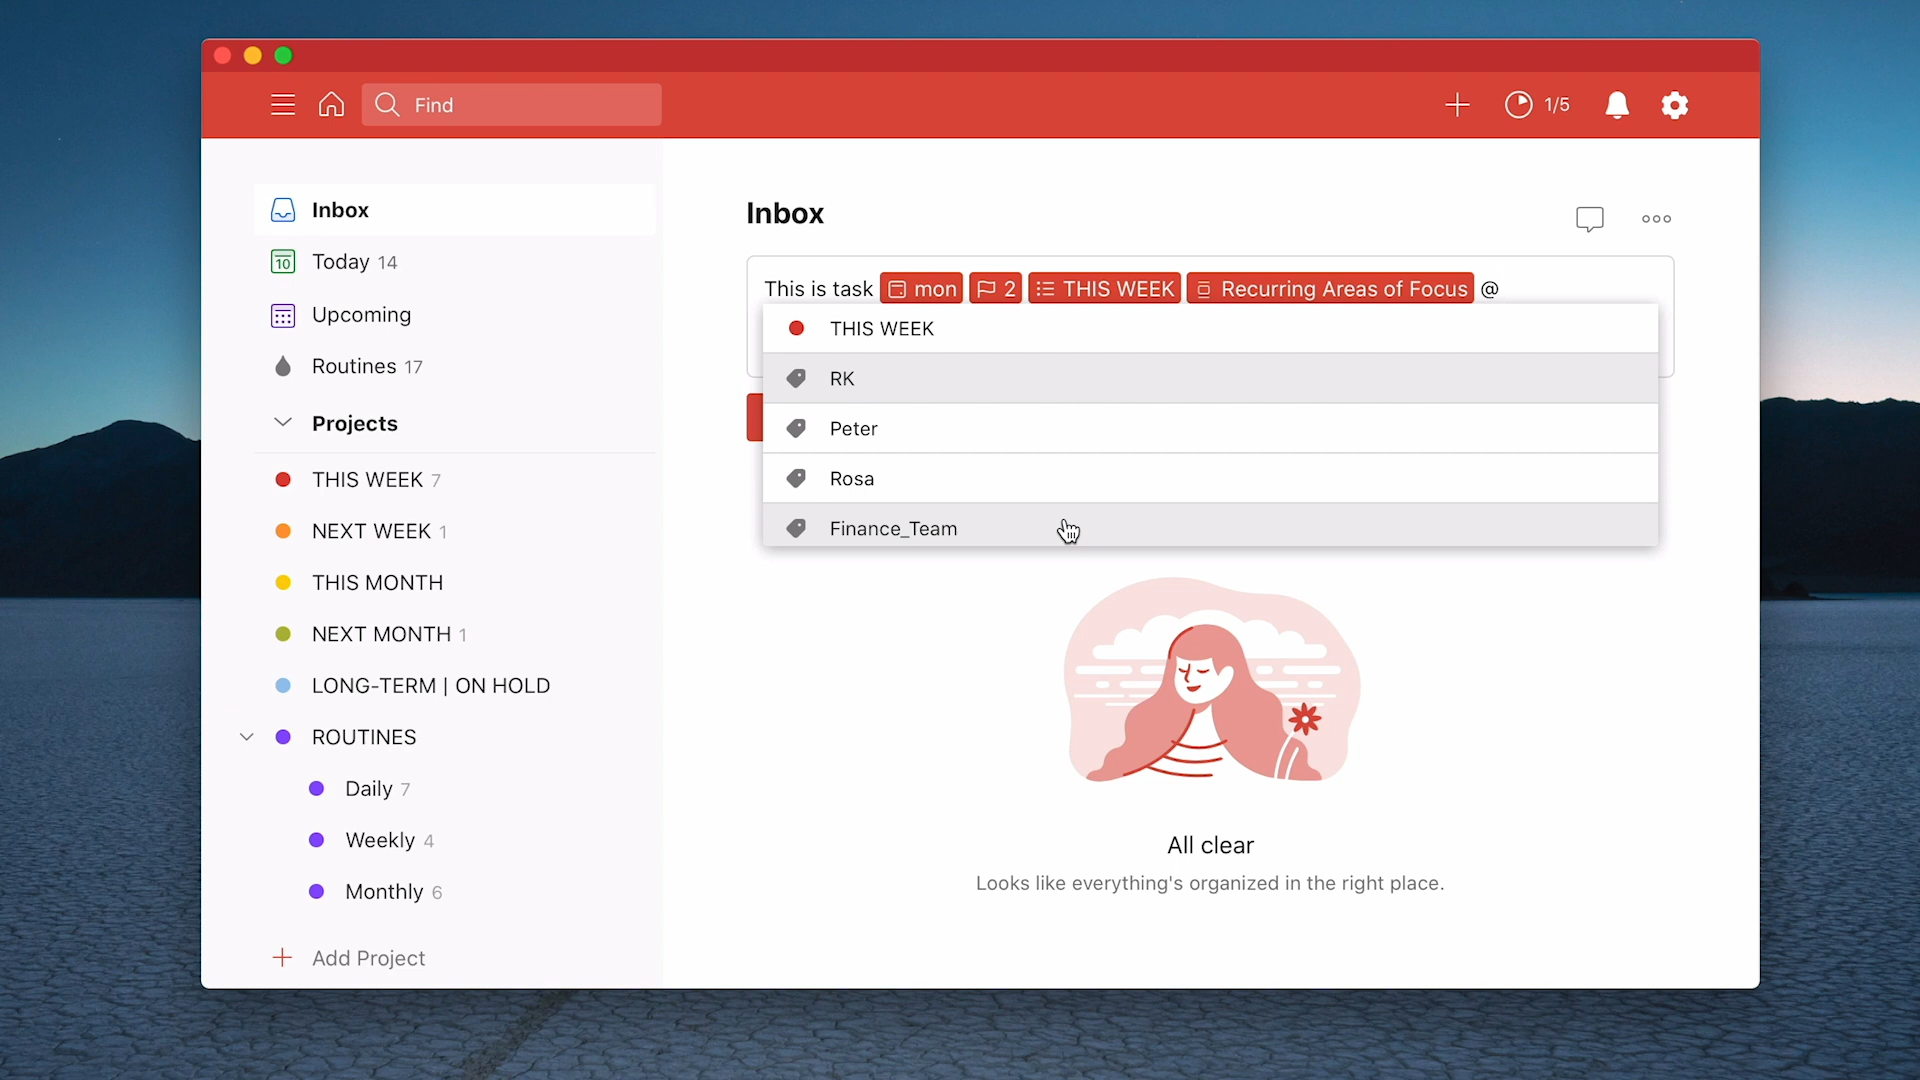 Find
1/5
Inbox
Today 14
10
Upcoming
Routines 17
Projects
THIS WEEK 7
NEXT WEEK 1
THIS MONTH
NEXT MONTH 1
LONG-TERM | ON HOLD
ROUTINES
Daily 7
Weekly 4
Monthly 6
Add Project
Inbox
This is task mon 2 THIS WEEK Recurring Areas of Focus @
THIS WEEK
RK
Peter
Rosa
Finance_Team
All clear
Looks like everything's organized in the right place.